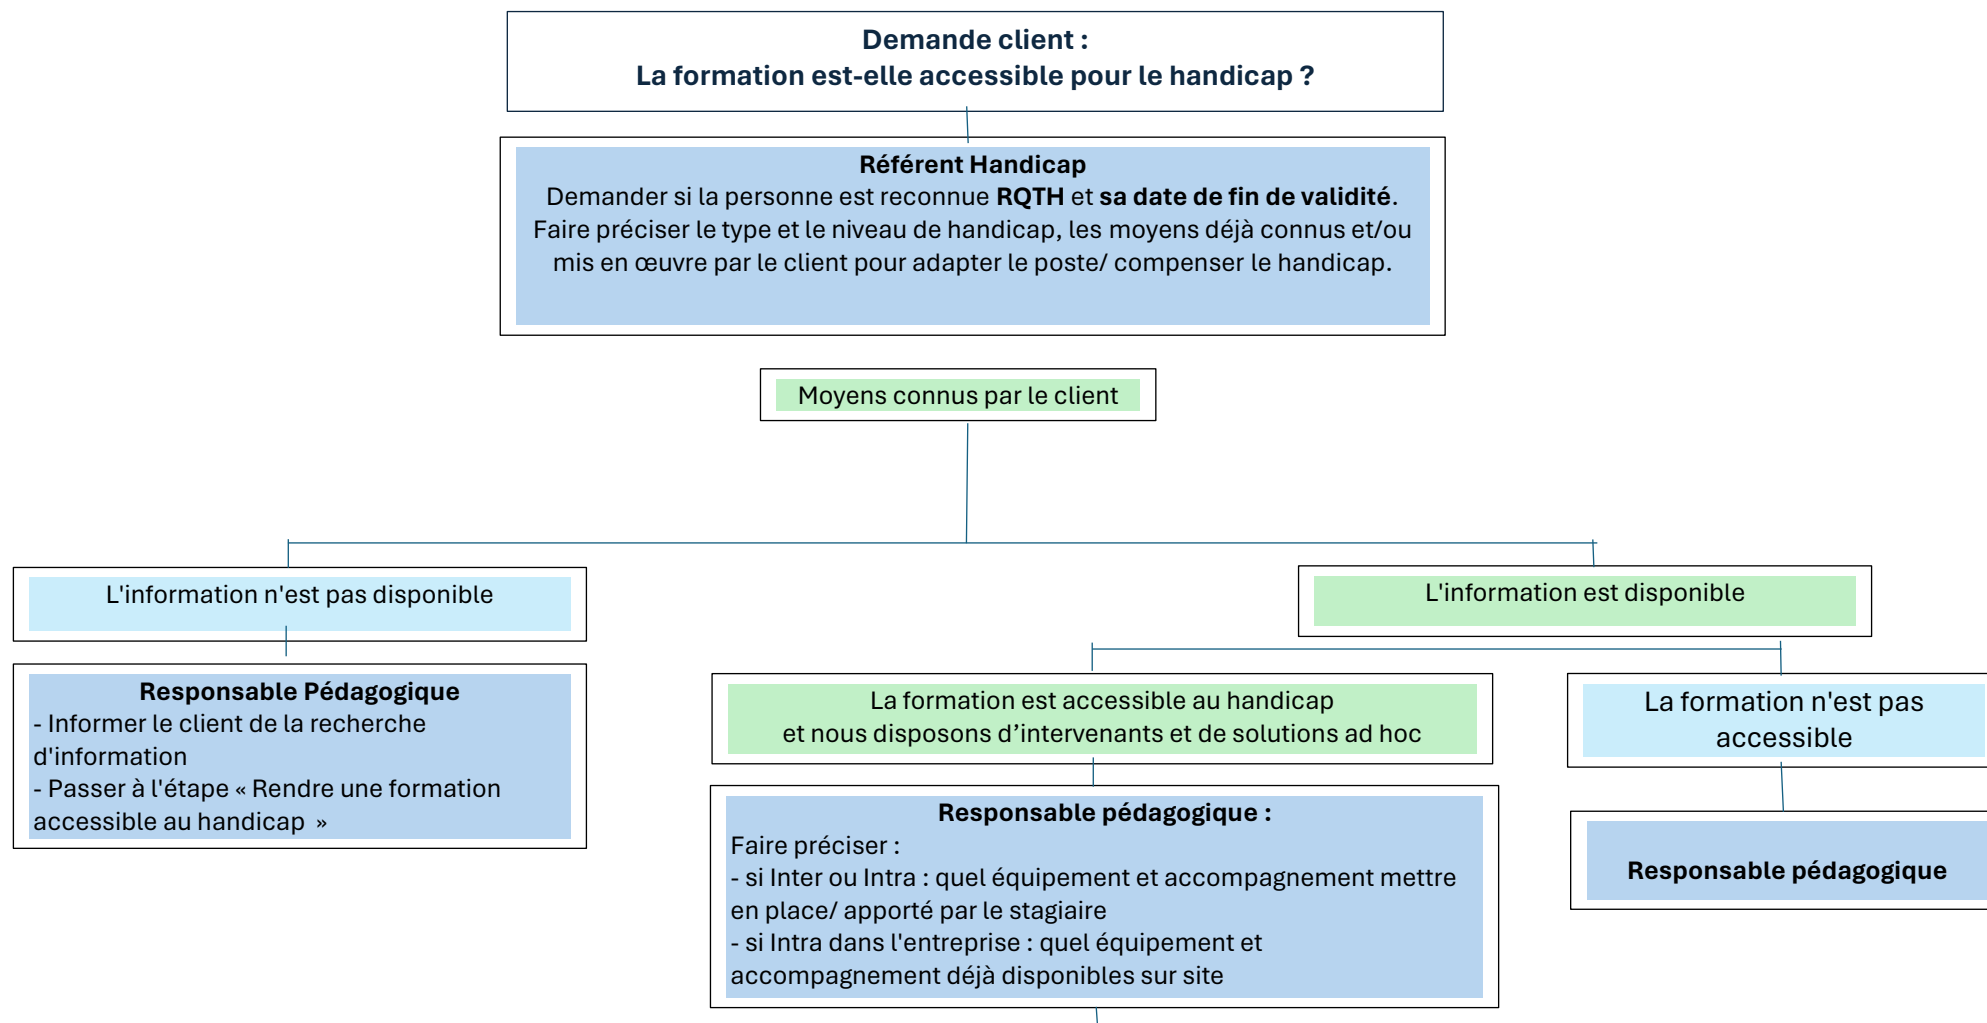 Demande client :
La formation est-elle accessible pour le handicap ?
Référent Handicap
Demander si la personne est reconnue RQTH et sa date de fin de validité.
Faire préciser le type et le niveau de handicap, les moyens déjà connus et/ou
mis en œuvre par le client pour adapter le poste/ compenser le handicap.
Moyens connus par le client
L'information n'est pas disponible
L'information est disponible
Responsable Pédagogique
- Informer le client de la recherche
d'information
- Passer à l'étape « Rendre une formation
accessible au handicap  »
La formation est accessible au handicap
et nous disposons d’intervenants et de solutions ad hoc
La formation n'est pas
accessible
Responsable pédagogique :
Faire préciser :
- si Inter ou Intra : quel équipement et accompagnement mettre
en place/ apporté par le stagiaire
- si Intra dans l'entreprise : quel équipement et
accompagnement déjà disponibles sur site
Responsable pédagogique